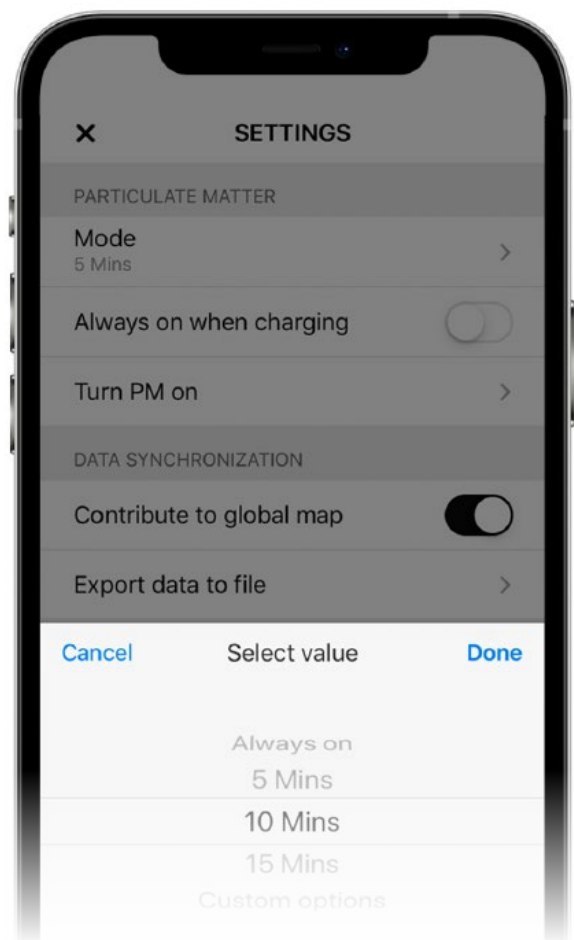 SETTINGS
PARTICULATE MATTER
Mode
5 Mins
Always on when charging
Turn PM on
DATA SYNCHRONIZATION
Contribute to global map
Export data to file
Cancel Select value Done
Always on
5 Mins
10 Mins
15 Mins
Custom options